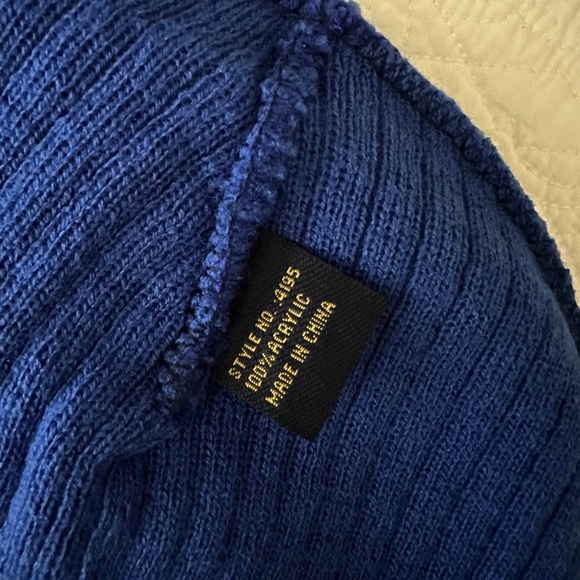 STYLE NO. :4195
100% ACRYLIC
MADE IN CHINA